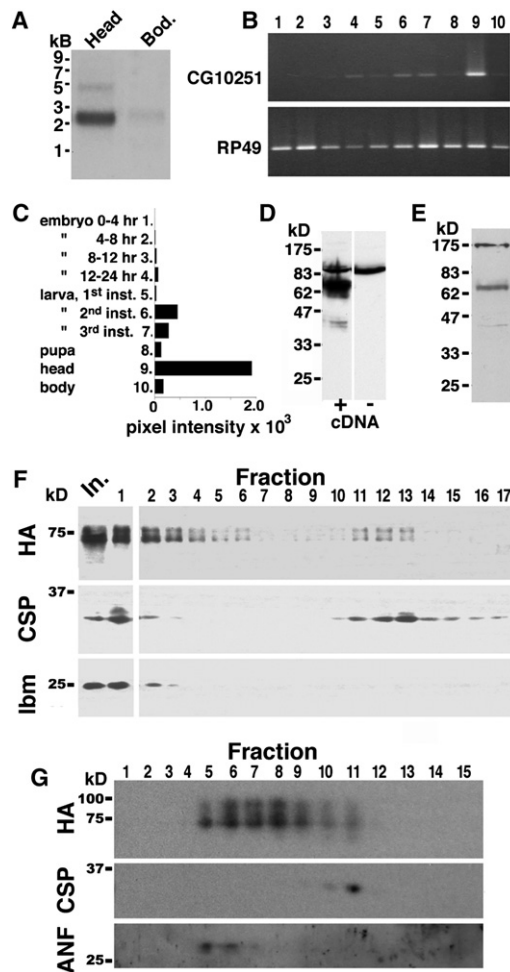 A
kB
Head
Bod.
9-
7-
5-
3-
2-
1-
B
1 2 3 4 5 6 7 8 9 10
CG10251
RP49
C
embryo 0-4 hr 1.
" 4-8 hr 2.
" 8-12 hr 3.
" 12-24 hr 4.
larva, 1st inst. 5.
" 2nd inst. 6.
" 3rd inst. 7.
pupa 8.
head 9.
body 10.
0 1.0 2.0
pixel intensity x 10³
D
kD
175-
83-
62-
47-
33-
25-
+ -
cDNA
E
kD
175-
83-
62-
47-
33-
25-
F
Fraction
kD In. 1 2 3 4 5 6 7 8 9 10 11 12 13 14 15 16 17
HA
75-
CSP
37-
Ibm
25-
G
Fraction
1 2 3 4 5 6 7 8 9 10 11 12 13 14 15
kD
HA
100-
75-
CSP
37-
ANF
25-